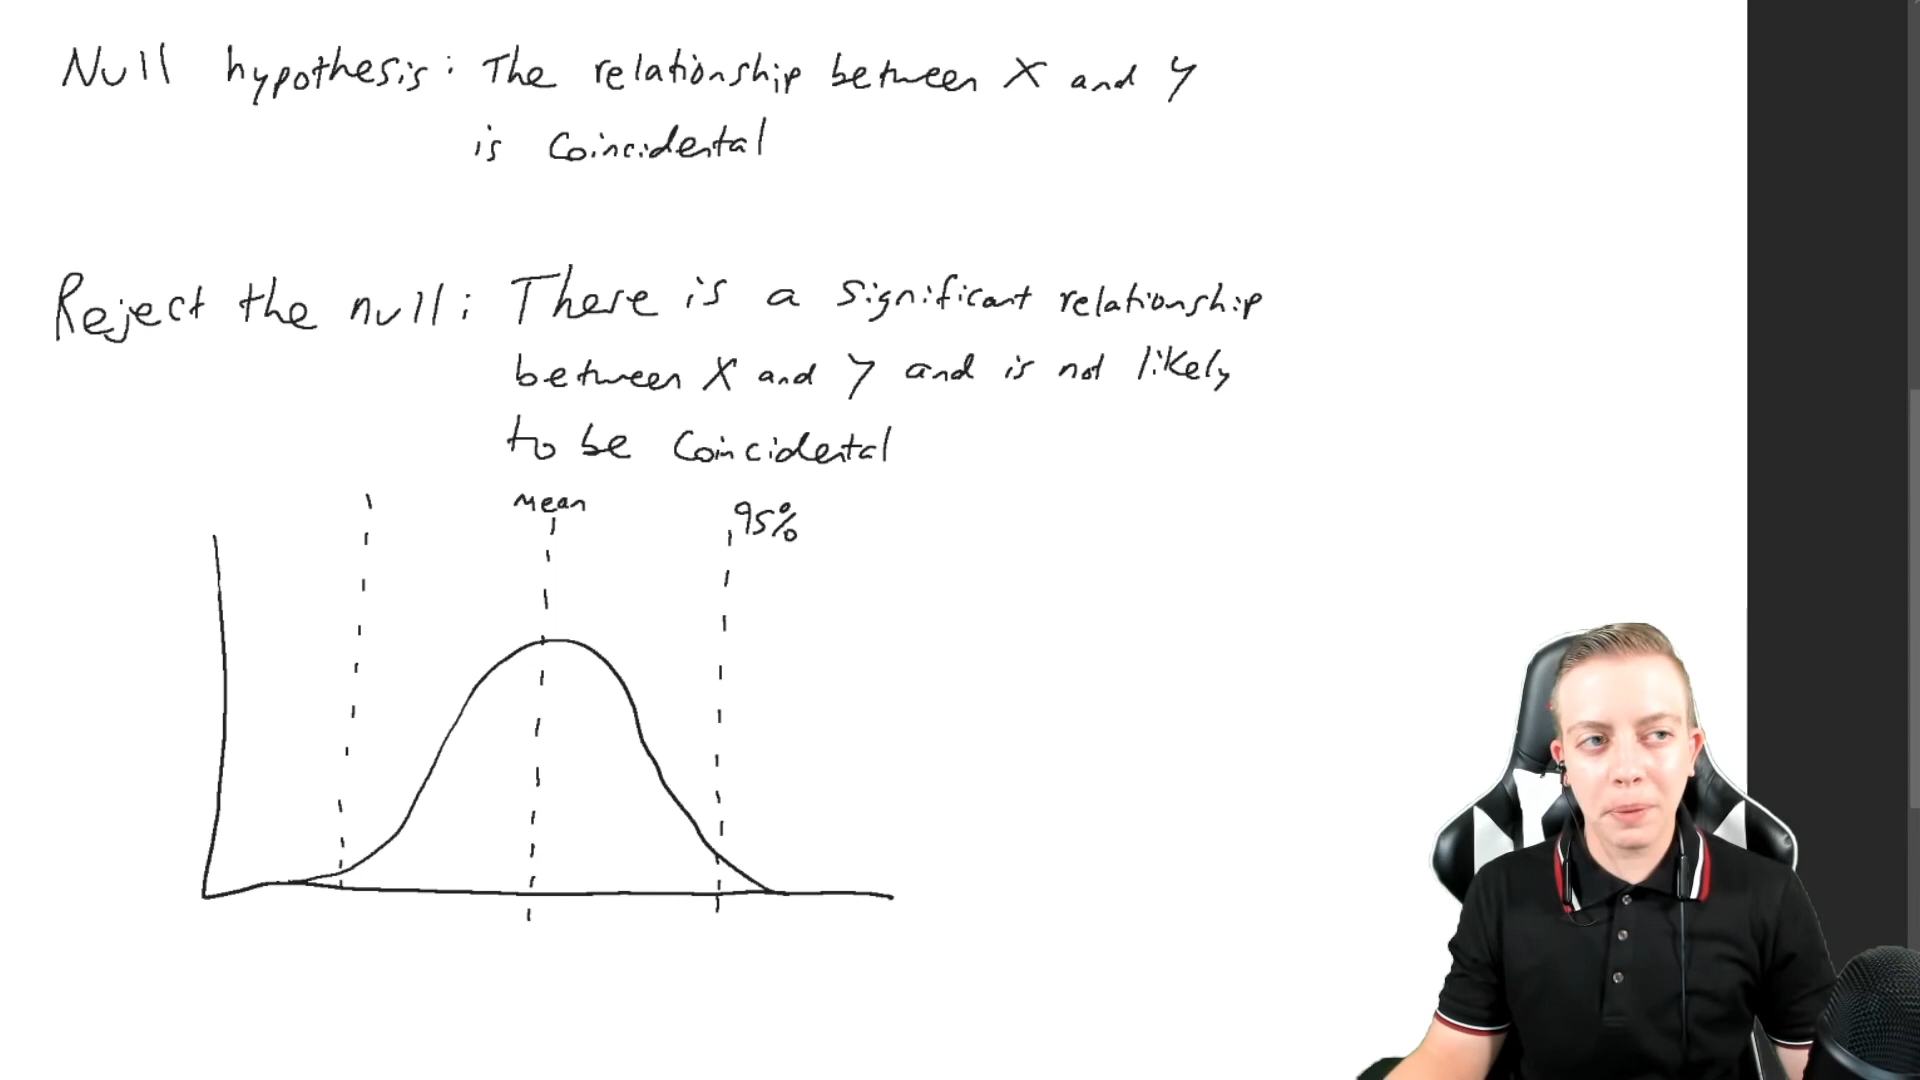 Null hypothesis: The relationship between X and Y
is Coincidental
Reject the null: There is a significant relationship
between X and Y and is not likely
to be Coincidental
Mean
95%